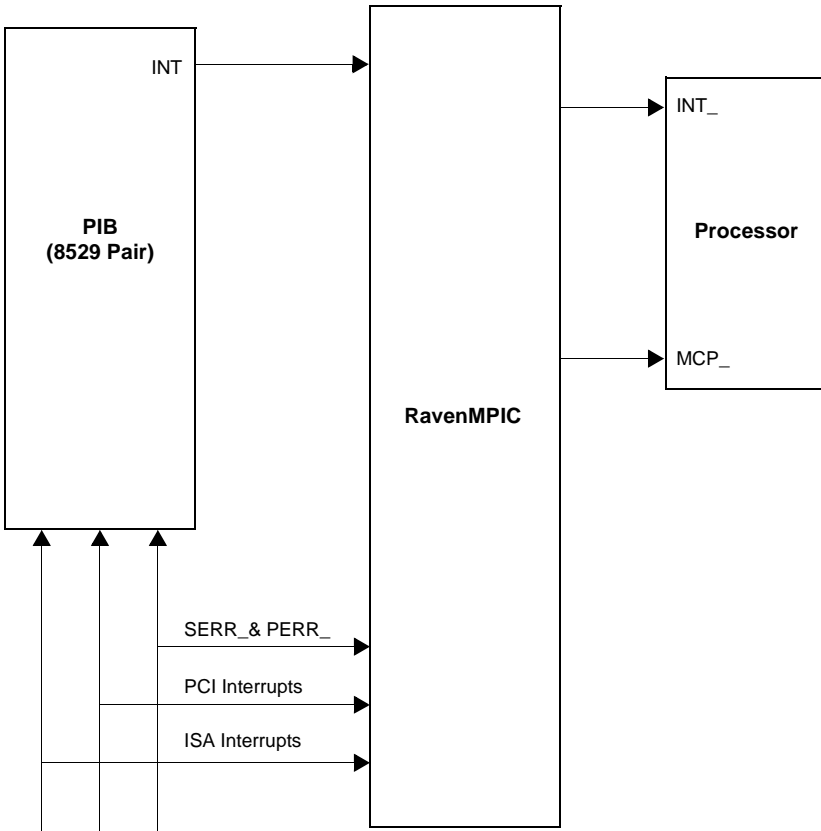 INT
INT_
PIB
(8529 Pair)
Processor
MCP_
RavenMPIC
SERR_& PERR_
PCI Interrupts
ISA Interrupts